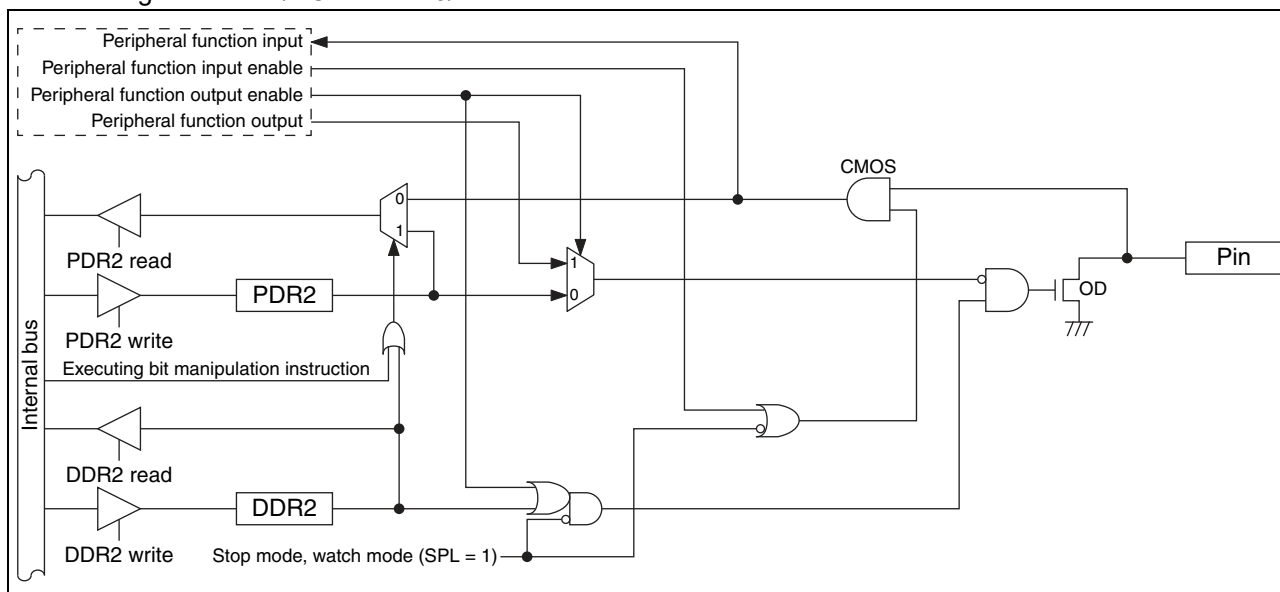 Peripheral function input
Peripheral function input enable
Peripheral function output enable
Peripheral function output
CMOS
0
1
PDR2 read
1
Pin
PDR2
0
OD
PDR2 write
Executing bit manipulation instruction
Internal bus
DDR2 read
DDR2
DDR2 write
Stop mode, watch mode (SPL = 1)